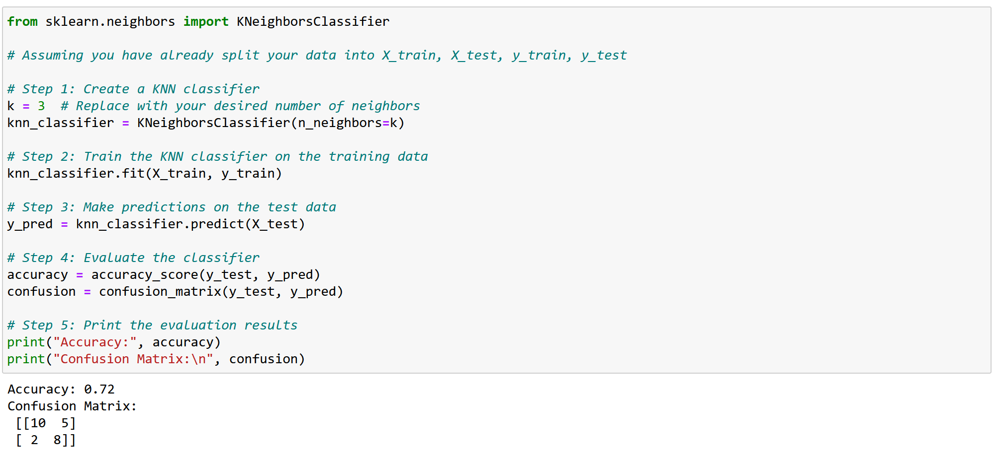 from sklearn.neighbors import KNeighborsClassifier
# Assuming you have already split your data into X_train, X_test, y_train, y_test
# Step 1: Create a KNN classifier
k = 3  # Replace with your desired number of neighbors
knn_classifier = KNeighborsClassifier(n_neighbors=k)
# Step 2: Train the KNN classifier on the training data
knn_classifier.fit(X_train, y_train)
# Step 3: Make predictions on the test data
y_pred = knn_classifier.predict(X_test)
# Step 4: Evaluate the classifier
accuracy = accuracy_score(y_test, y_pred)
confusion = confusion_matrix(y_test, y_pred)
# Step 5: Print the evaluation results
print("Accuracy:", accuracy)
print("Confusion Matrix:\n", confusion)
Accuracy: 0.72
Confusion Matrix:
 [[10  5]
 [ 2  8]]